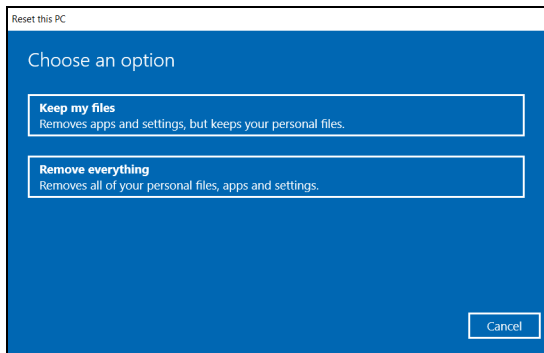 Reset this PC
Choose an option
Keep my files
Removes apps and settings, but keeps your personal files.
Remove everything
Removes all of your personal files, apps and settings.
Cancel